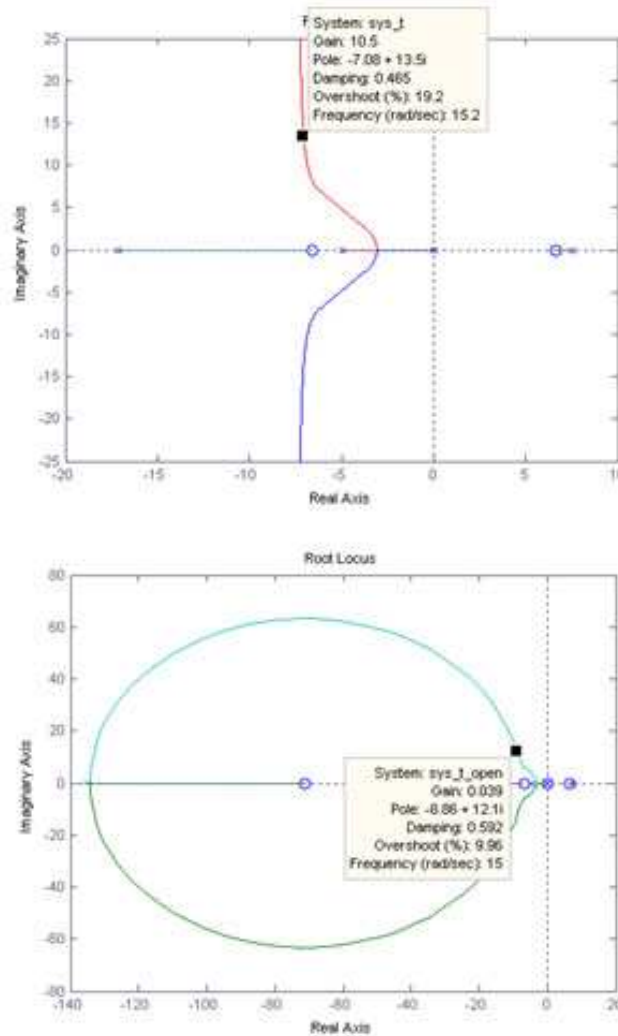 System: sys_t
Gain: 10.5
Pole: -7.08 + 13.5i
Damping: 0.465
Overshoot (%): 19.2
Frequency (rad/sec): 15.2
25
20
15
10
5
0
-5
-10
-15
-20
-25
Imaginary Axis
-20 -15 -10 -5 0 5 10
Real Axis
Root Locus
80
60
40
20
0
-20
-40
-60
-80
Imaginary Axis
System: sys_t_open
Gain: 0.039
Pole: -8.86 + 12.1i
Damping: 0.592
Overshoot (%): 9.96
Frequency (rad/sec): 15
-140 -120 -100 -80 -60 -40 -20 0 20
Real Axis